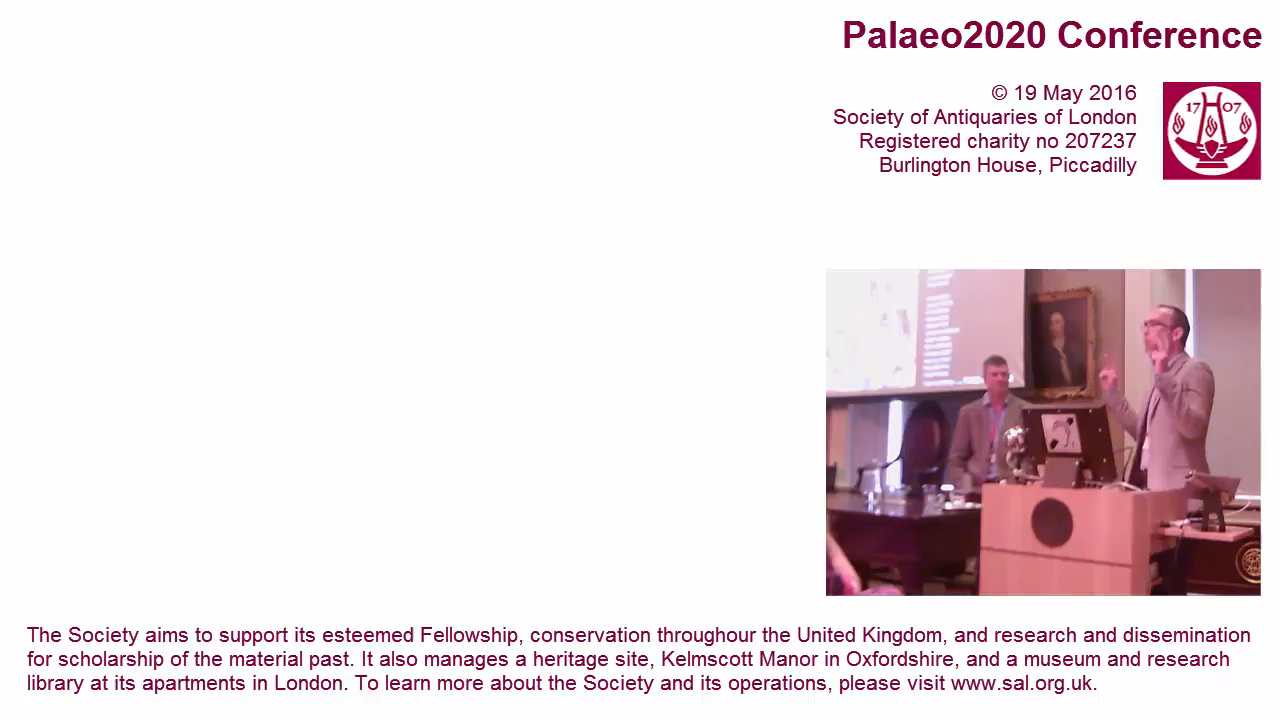 Palaeo2020 Conference
© 19 May 2016
Society of Antiquaries of London
Registered charity no 207237
Burlington House, Piccadilly
17 07
The Society aims to support its esteemed Fellowship, conservation throughour the United Kingdom, and research and dissemination
for scholarship of the material past. It also manages a heritage site, Kelmscott Manor in Oxfordshire, and a museum and research
library at its apartments in London. To learn more about the Society and its operations, please visit www.sal.org.uk.